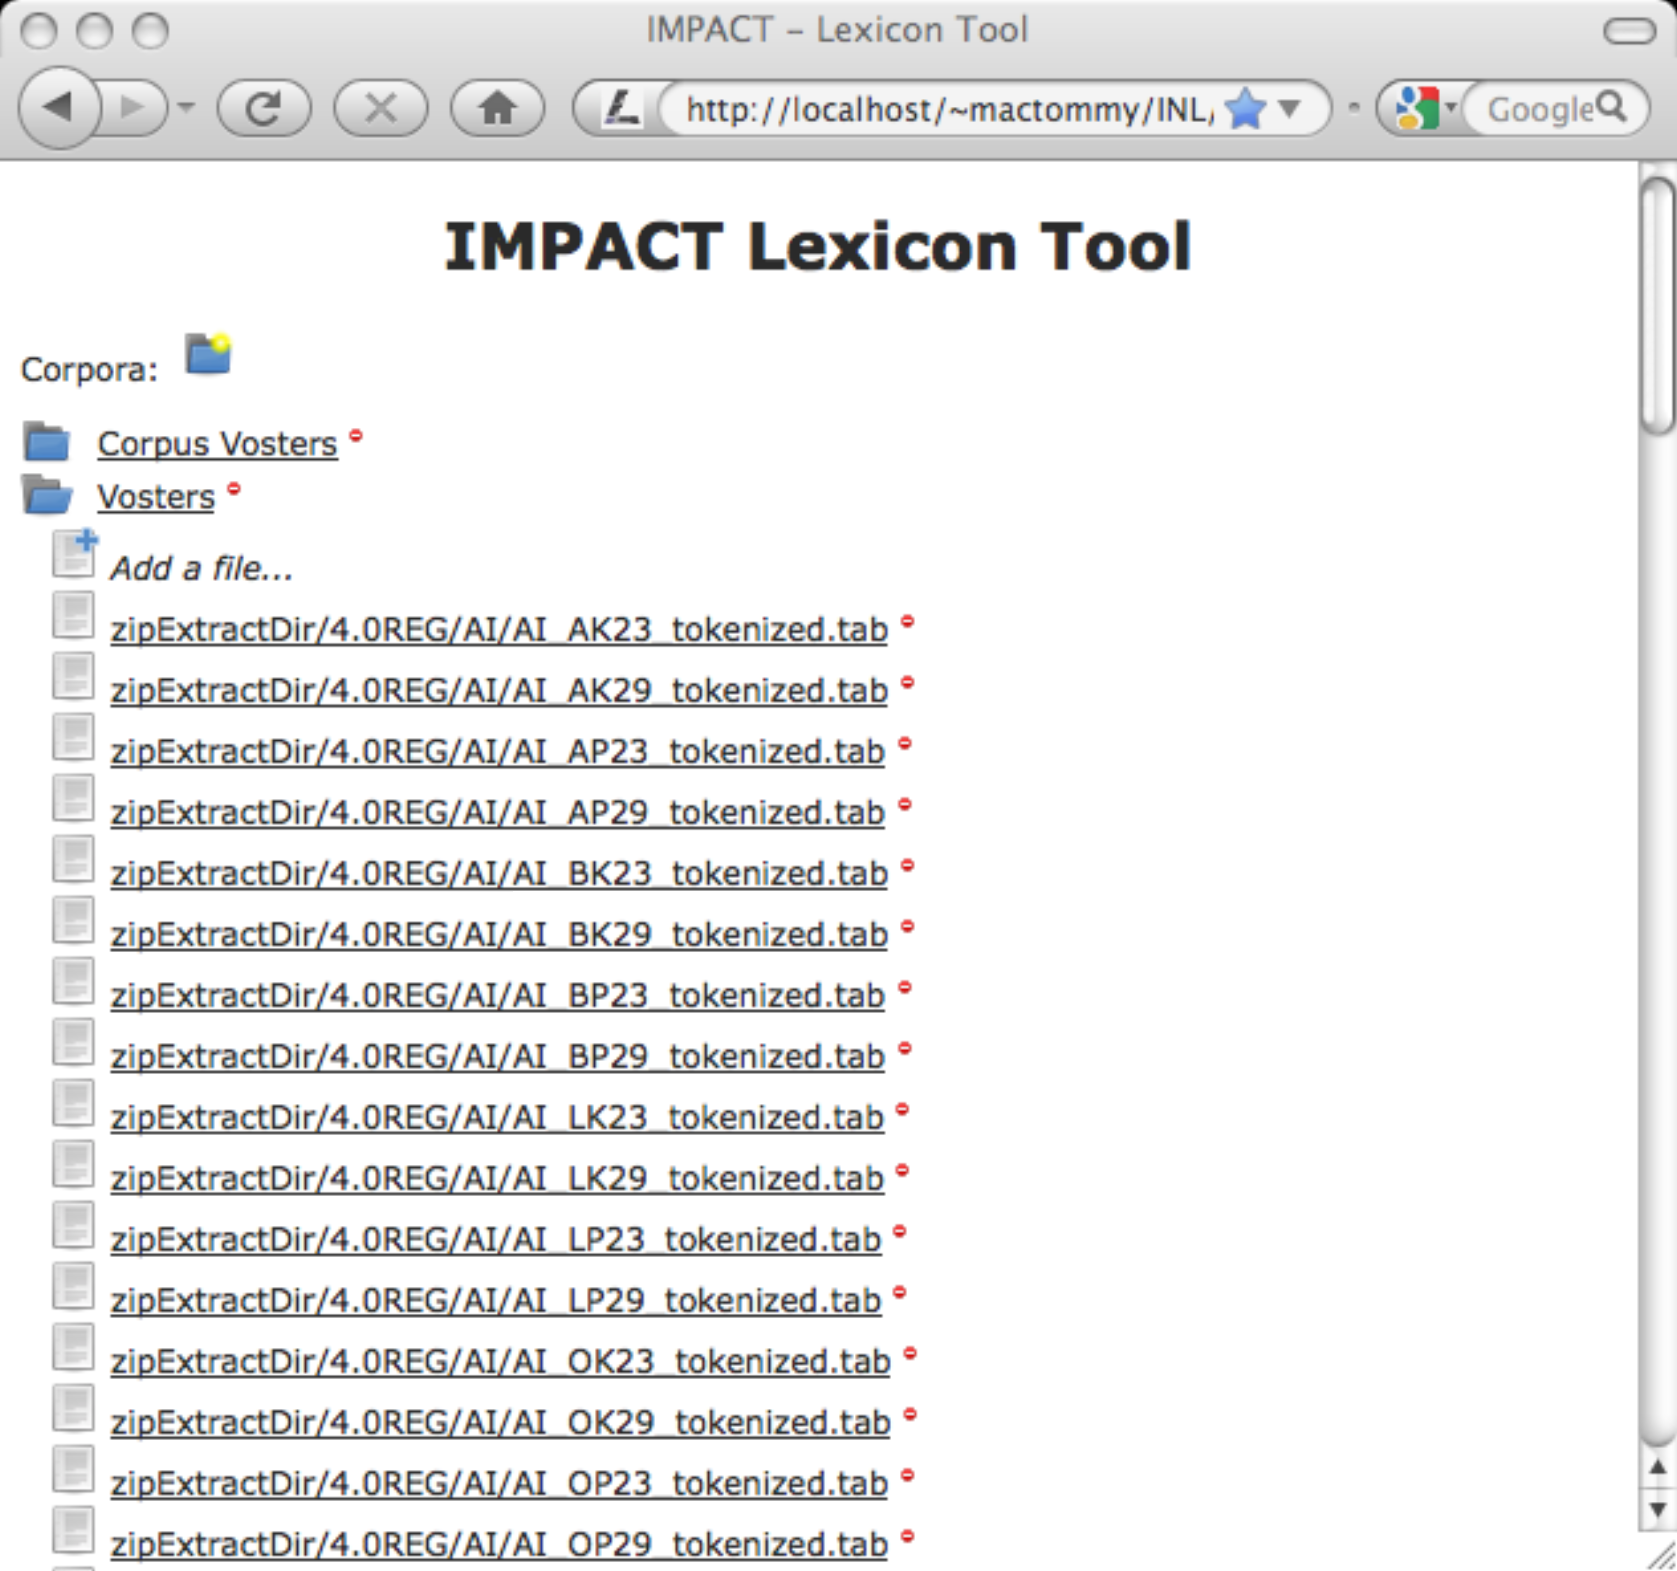 IMPACT – Lexicon Tool
http://localhost/~mactommy/INL/
Google
IMPACT Lexicon Tool
Corpora:
Corpus Vosters
Vosters
Add a file...
zipExtractDir/4.0REG/AI/AI_AK23_tokenized.tab
zipExtractDir/4.0REG/AI/AI_AK29_tokenized.tab
zipExtractDir/4.0REG/AI/AI_AP23_tokenized.tab
zipExtractDir/4.0REG/AI/AI_AP29_tokenized.tab
zipExtractDir/4.0REG/AI/AI_BK23_tokenized.tab
zipExtractDir/4.0REG/AI/AI_BK29_tokenized.tab
zipExtractDir/4.0REG/AI/AI_BP23_tokenized.tab
zipExtractDir/4.0REG/AI/AI_BP29_tokenized.tab
zipExtractDir/4.0REG/AI/AI_LK23_tokenized.tab
zipExtractDir/4.0REG/AI/AI_LK29_tokenized.tab
zipExtractDir/4.0REG/AI/AI_LP23_tokenized.tab
zipExtractDir/4.0REG/AI/AI_LP29_tokenized.tab
zipExtractDir/4.0REG/AI/AI_OK23_tokenized.tab
zipExtractDir/4.0REG/AI/AI_OK29_tokenized.tab
zipExtractDir/4.0REG/AI/AI_OP23_tokenized.tab
zipExtractDir/4.0REG/AI/AI_OP29_tokenized.tab